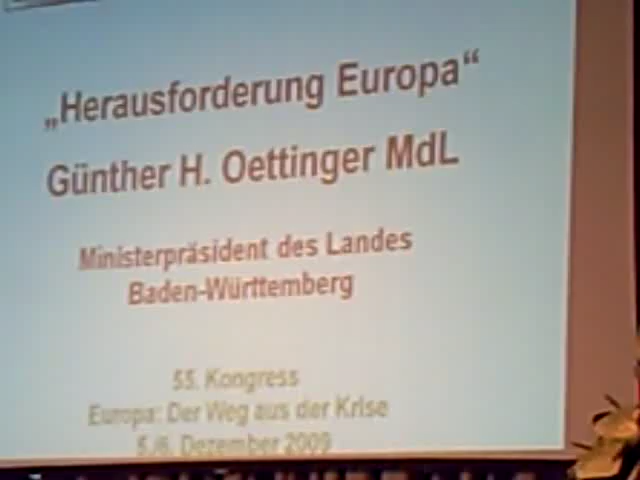 „Herausforderung Europa“
Günther H. Oettinger MdL
Ministerpräsident des Landes
Baden-Württemberg
55. Kongress
Europa: Der Weg aus der Krise
5./6. Dezember 2009